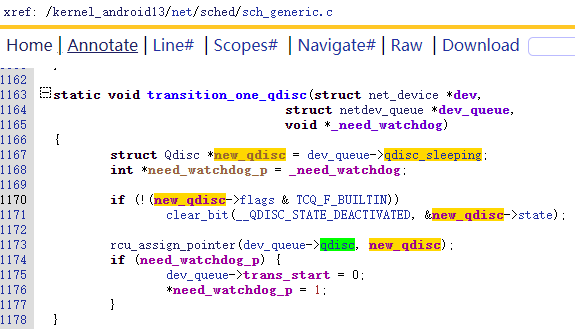 xref: /kernel_android13/net/sched/sch_generic.c
Home | Annotate | Line# | Scopes# | Navigate# | Raw | Download
1162
1163 static void transition_one_qdisc(struct net_device *dev,
1164 struct netdev_queue *dev_queue,
1165 void *_need_watchdog)
1166 {
1167 struct Qdisc *new_qdisc = dev_queue->qdisc_sleeping;
1168 int *need_watchdog_p = _need_watchdog;
1169
1170 if (!(new_qdisc->flags & TCQ_F_BUILTIN))
1171 clear_bit(__QDISC_STATE_DEACTIVATED, &new_qdisc->state);
1172
1173 rcu_assign_pointer(dev_queue->qdisc, new_qdisc);
1174 if (need_watchdog_p) {
1175 dev_queue->trans_start = 0;
1176 *need_watchdog_p = 1;
1177 }
1178 }